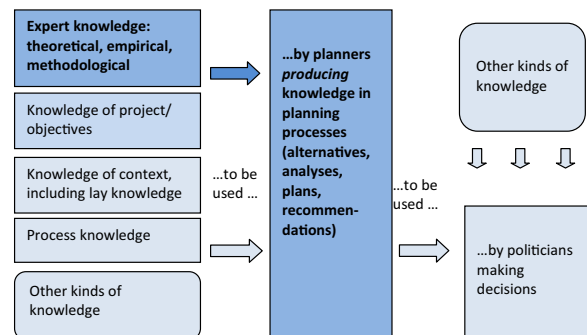 Expert knowledge:
theoretical, empirical,
methodological
Knowledge of project/
objectives
Knowledge of context,
including lay knowledge
Process knowledge
Other kinds of
knowledge
…to be
used …
…by planners
producing
knowledge in
planning
processes
(alternatives,
analyses,
plans,
recommen-
dations)
…to be
used …
Other kinds of
knowledge
…by politicians
making
decisions